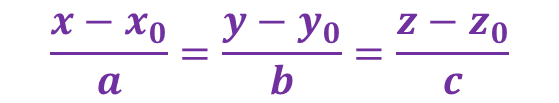 (x − x₀)/a = (y − y₀)/b = (z − z₀)/c